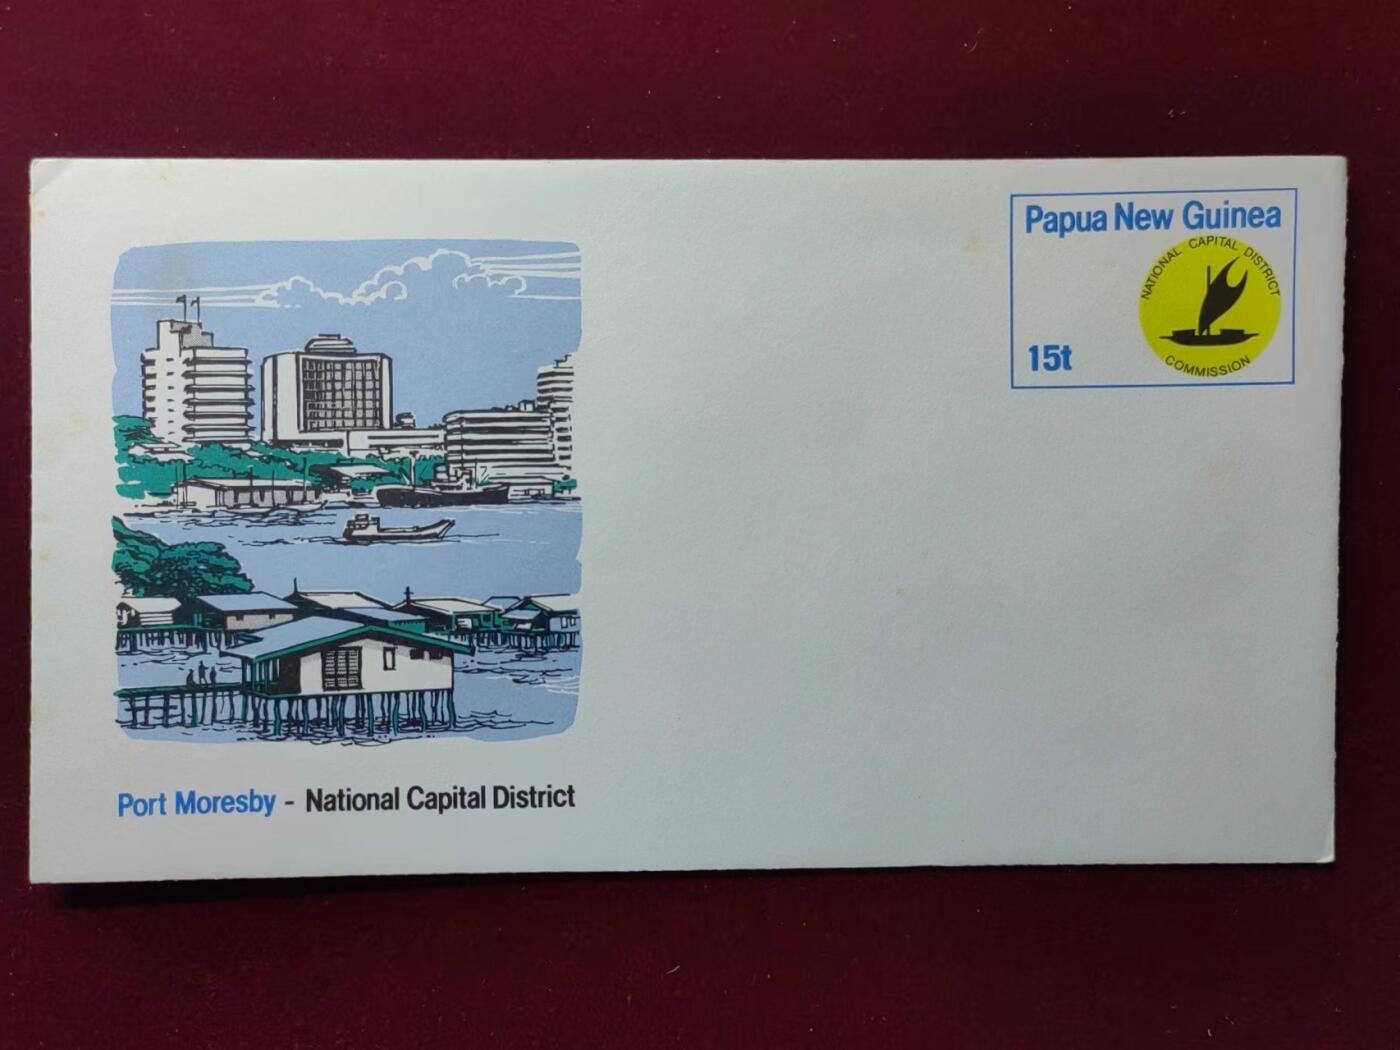 Papua New Guinea
NATIONAL CAPITAL DISTRICT
COMMISSION
15t
Port Moresby - National Capital District